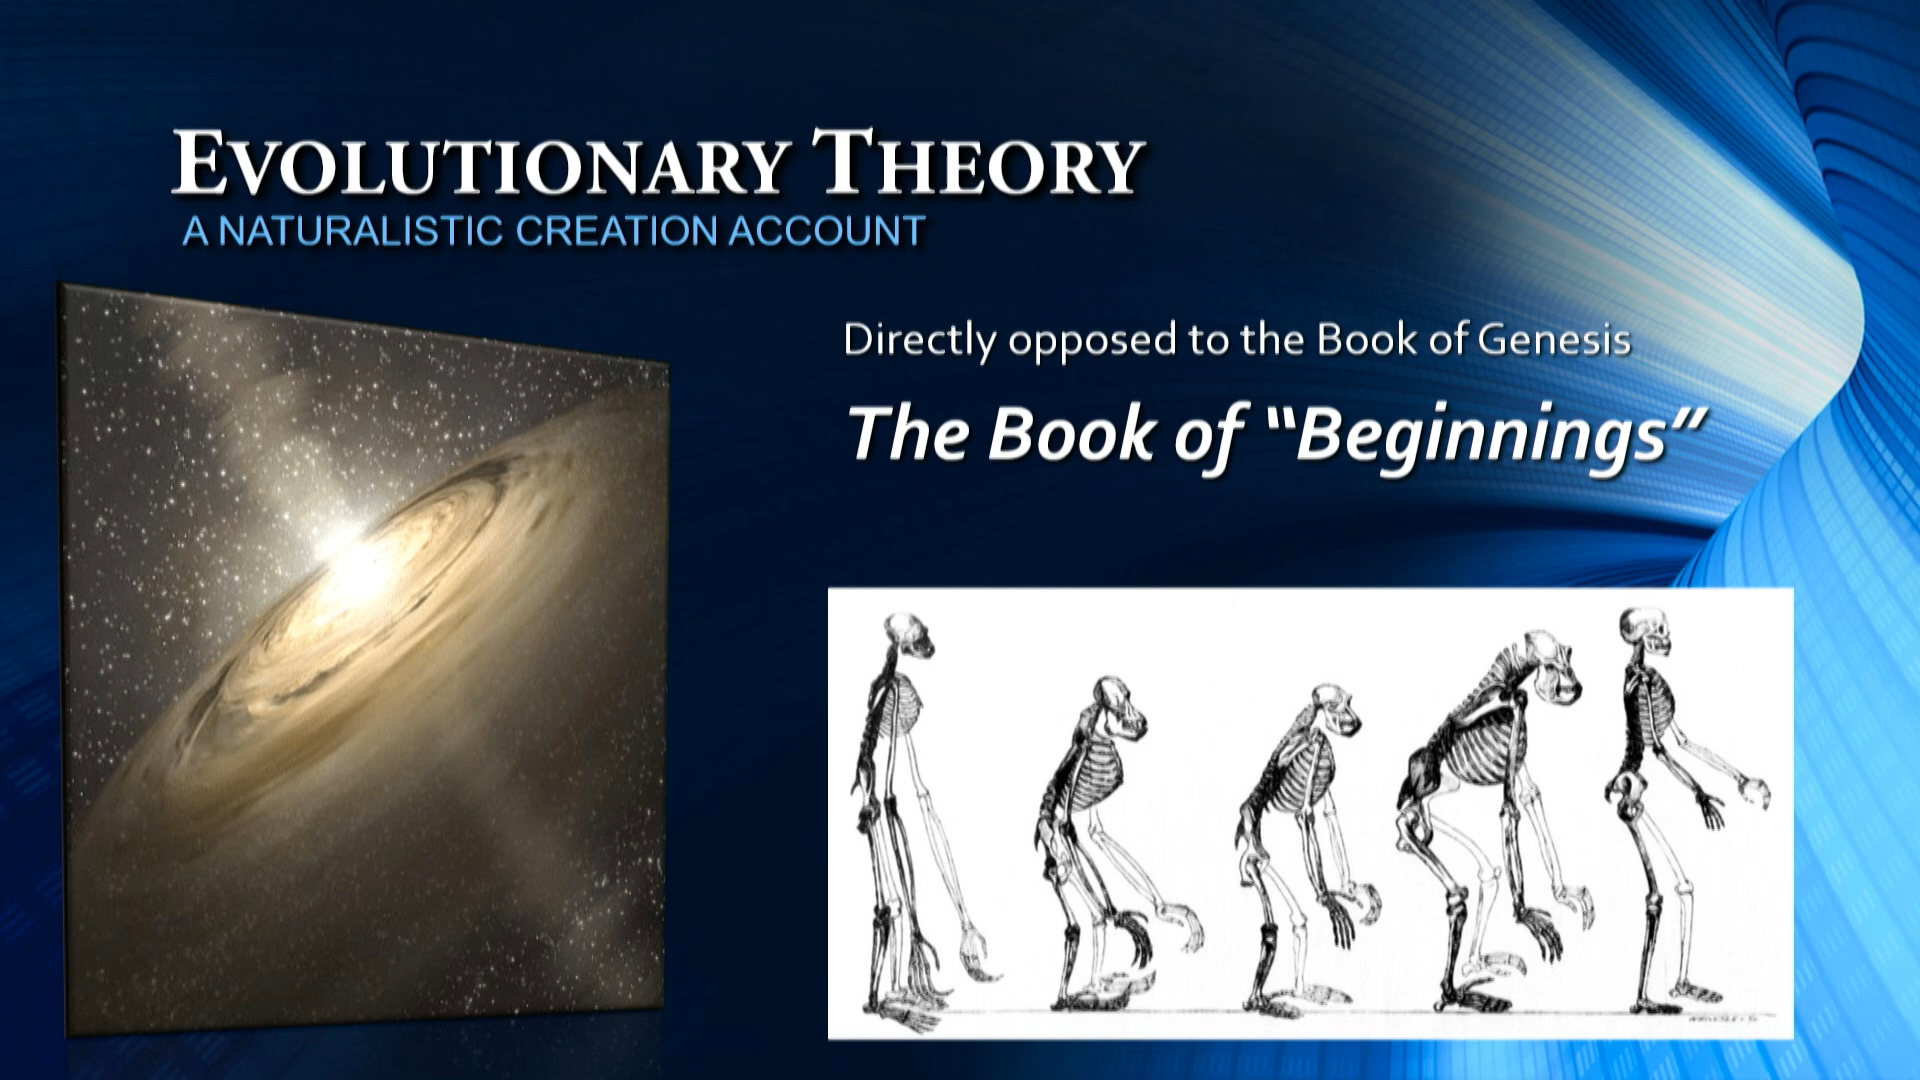 EVOLUTIONARY THEORY
A NATURALISTIC CREATION ACCOUNT
Directly opposed to the Book of Genesis
The Book of “Beginnings”